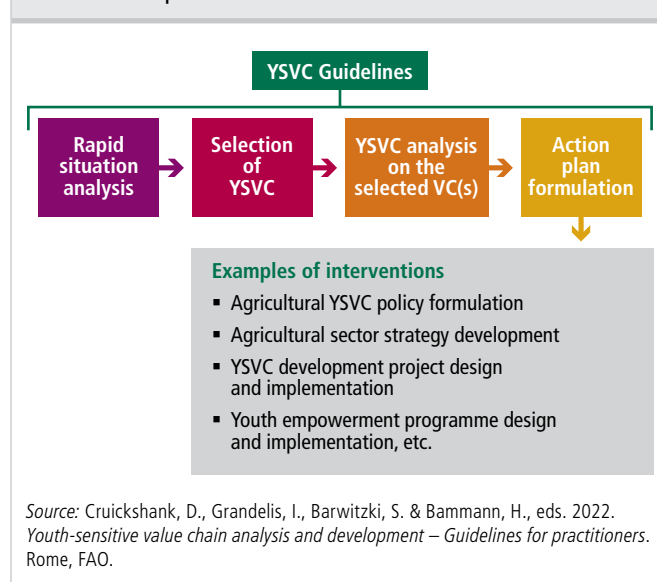 YSVC Guidelines
Rapid
situation
analysis
Selection
of
YSVC
YSVC analysis
on the
selected VC(s)
Action
plan
formulation
Examples of interventions
▪ Agricultural YSVC policy formulation
▪ Agricultural sector strategy development
▪ YSVC development project design
and implementation
▪ Youth empowerment programme design
and implementation, etc.
Source: Cruickshank, D., Grandelis, I., Barwitzki, S. & Bammann, H., eds. 2022.
Youth-sensitive value chain analysis and development – Guidelines for practitioners.
Rome, FAO.